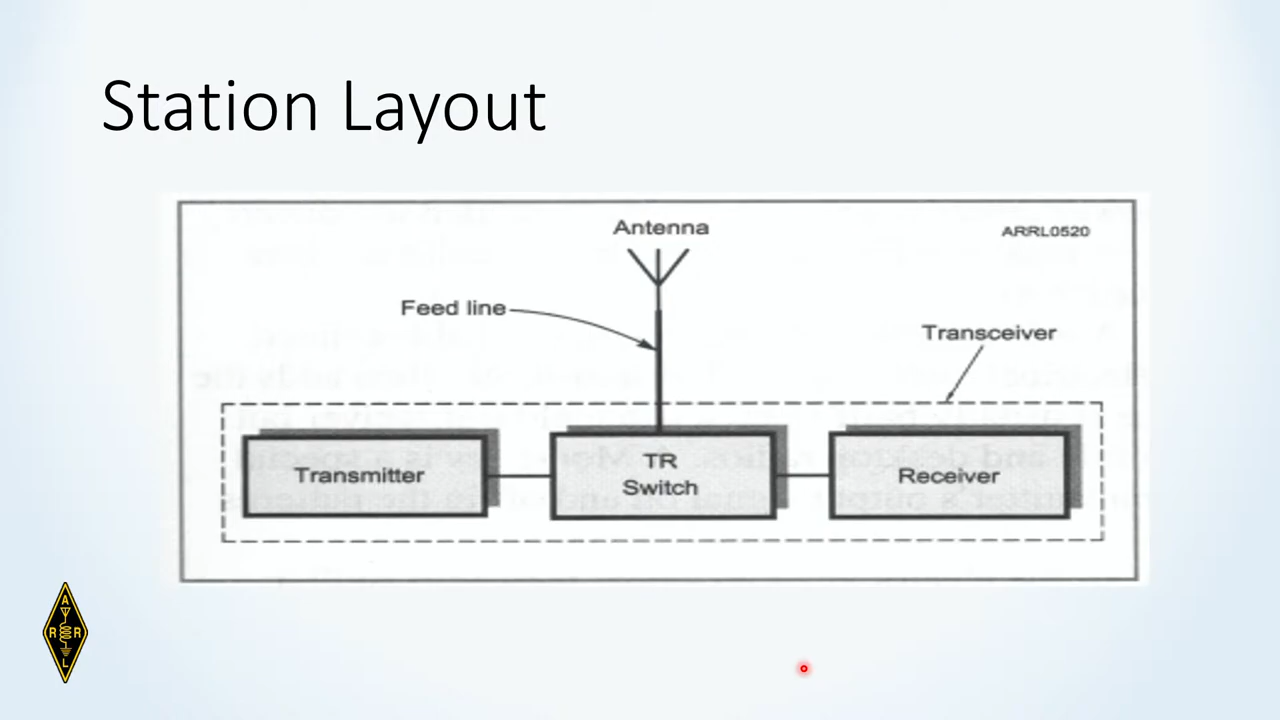 Station Layout
Antenna
ARRL0520
Feed line
Transceiver
Transmitter
TR
Switch
Receiver
A
R R
L